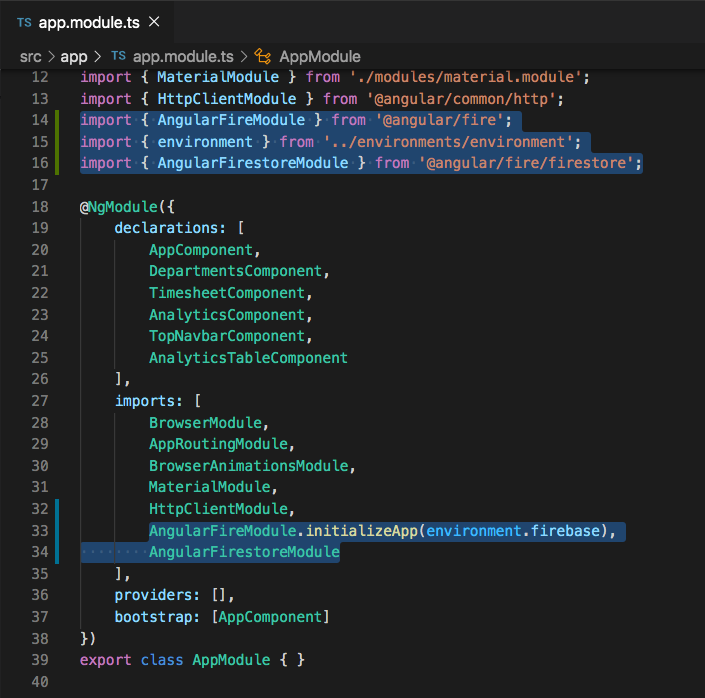 TS app.module.ts ×
src > app > TS app.module.ts > AppModule
12 import { MaterialModule } from './modules/material.module';
13 import { HttpClientModule } from '@angular/common/http';
14 import { AngularFireModule } from '@angular/fire';
15 import { environment } from '../environments/environment';
16 import { AngularFirestoreModule } from '@angular/fire/firestore';
17
18 @NgModule({
19     declarations: [
20         AppComponent,
21         DepartmentsComponent,
22         TimesheetComponent,
23         AnalyticsComponent,
24         TopNavbarComponent,
25         AnalyticsTableComponent
26     ],
27     imports: [
28         BrowserModule,
29         AppRoutingModule,
30         BrowserAnimationsModule,
31         MaterialModule,
32         HttpClientModule,
33         AngularFireModule.initializeApp(environment.firebase),
34         AngularFirestoreModule
35     ],
36     providers: [],
37     bootstrap: [AppComponent]
38 })
39 export class AppModule { }
40